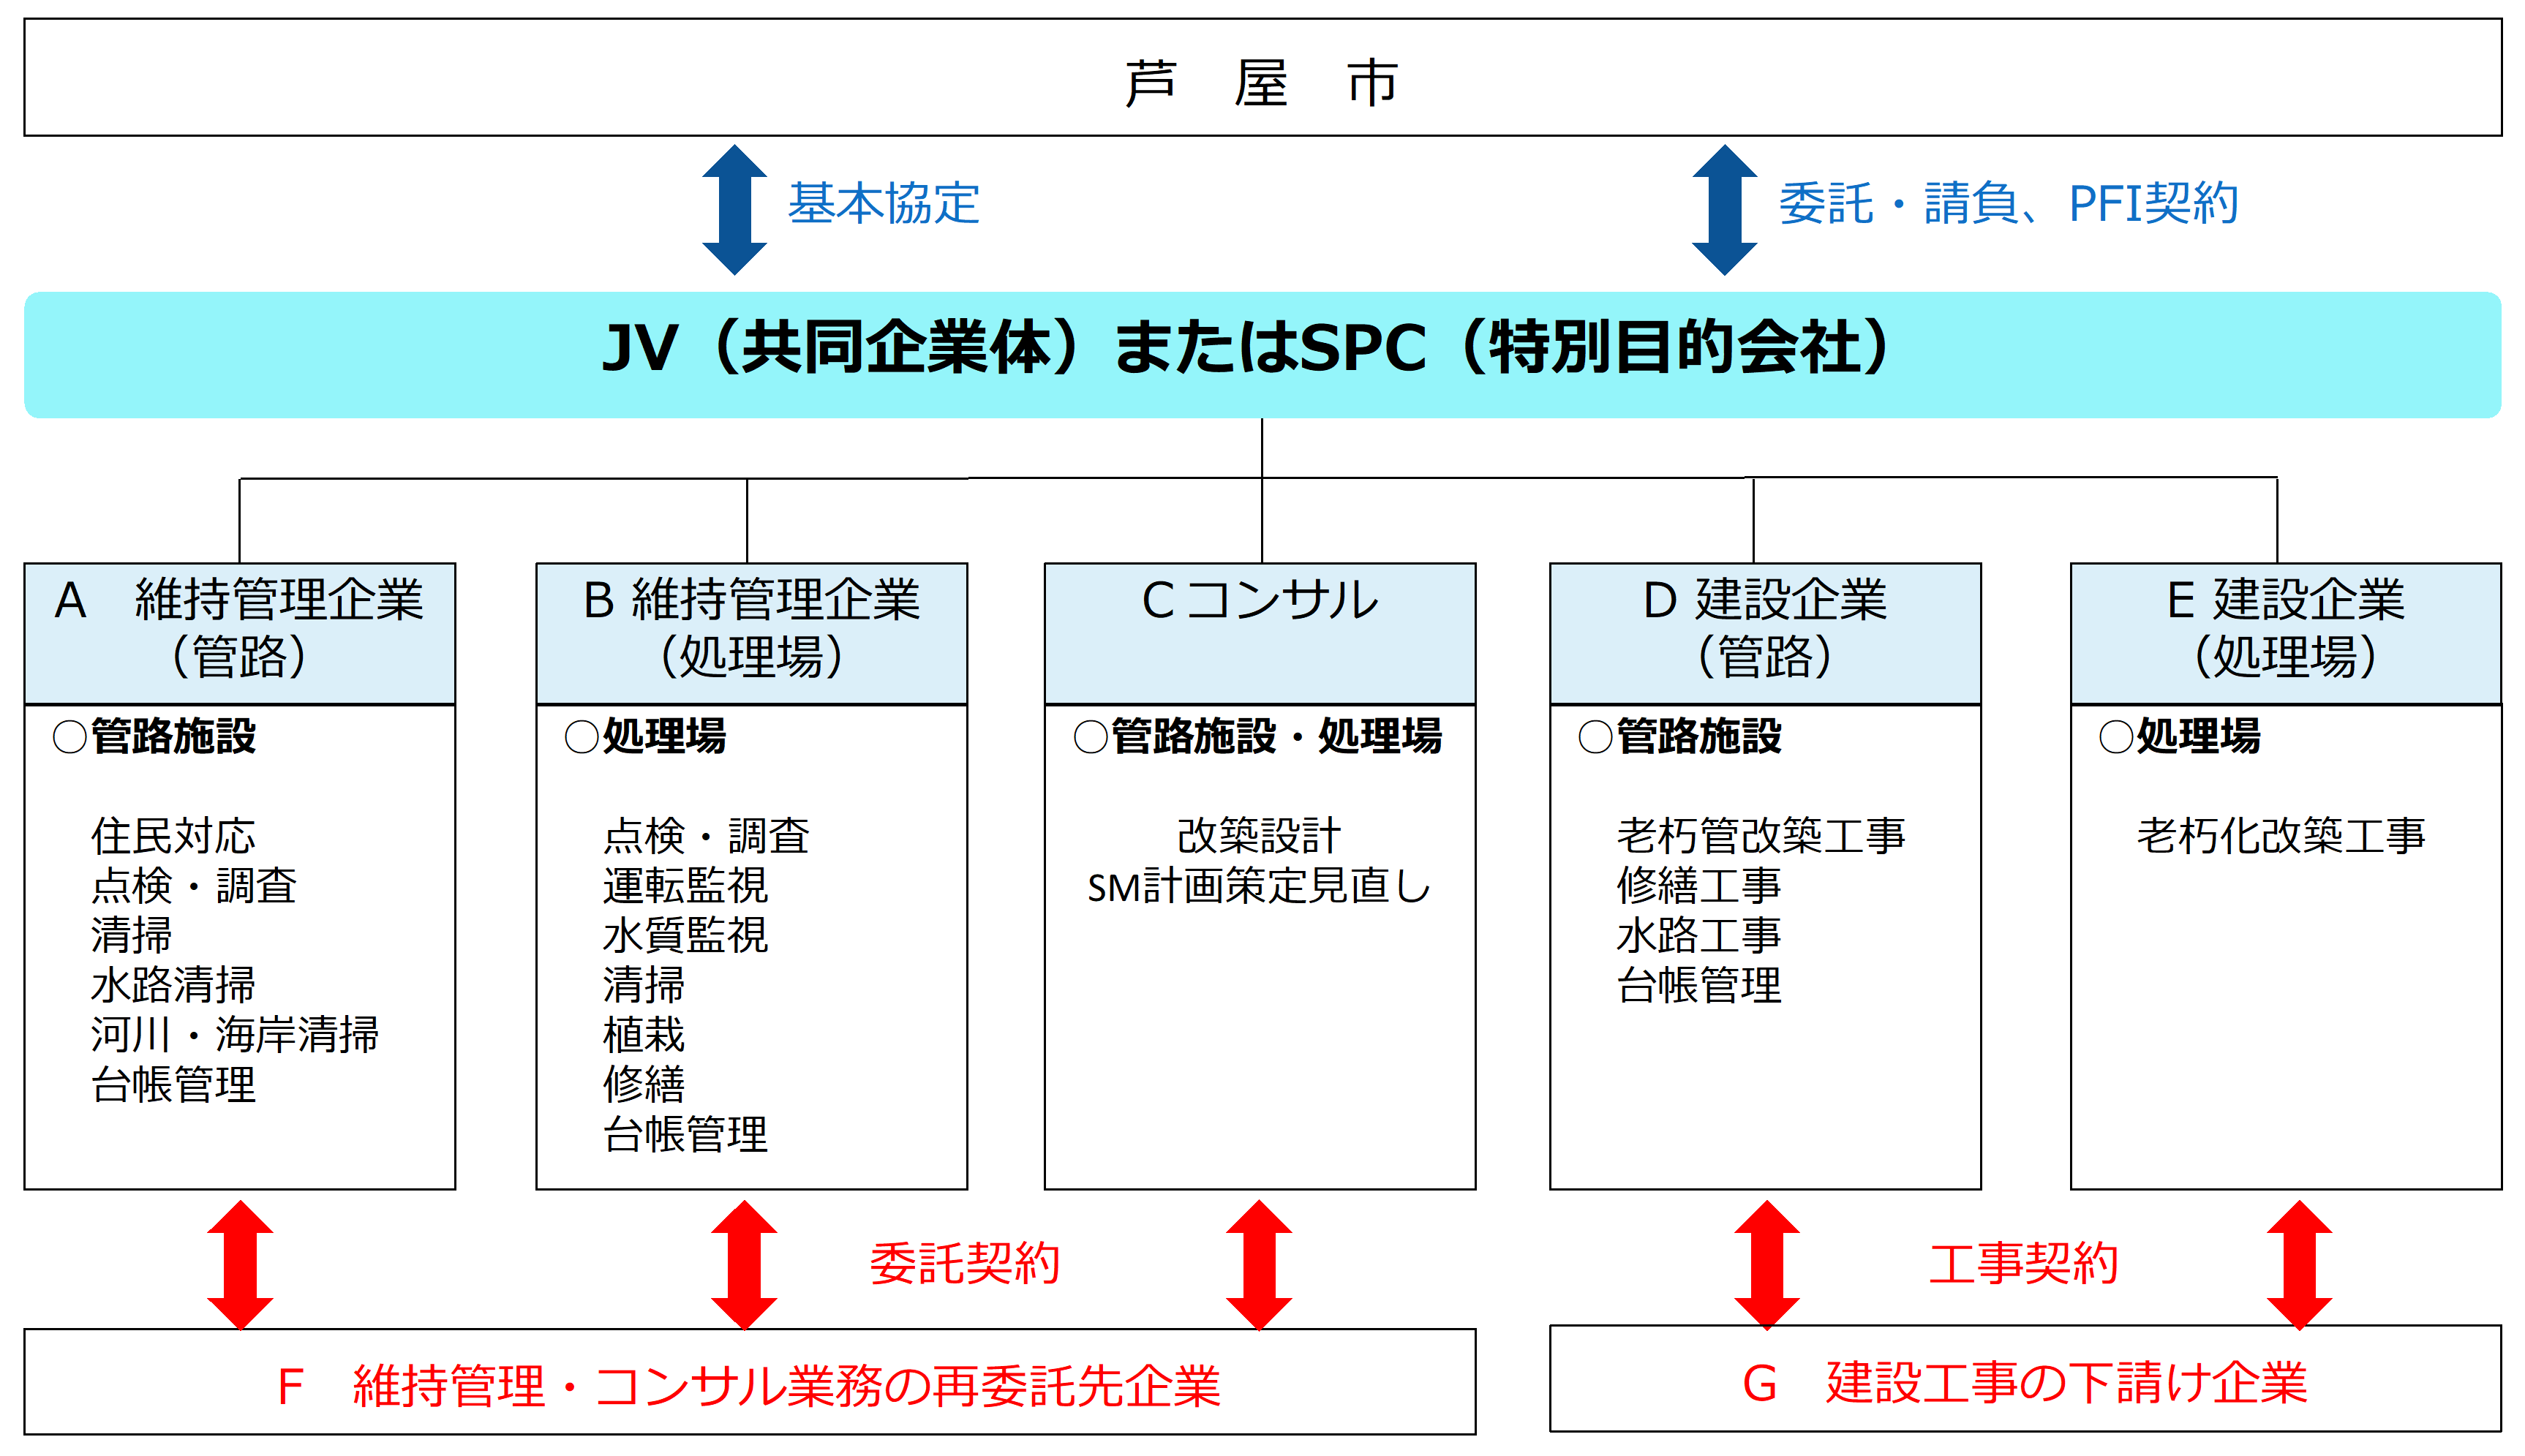 芦　屋　市
基本協定
委託・請負、PFI契約
JV（共同企業体）またはSPC（特別目的会社）
A　維持管理企業
（管路）
○管路施設
住民対応
点検・調査
清掃
水路清掃
河川・海岸清掃
台帳管理
B 維持管理企業
（処理場）
○処理場
点検・調査
運転監視
水質監視
清掃
植栽
修繕
台帳管理
C コンサル
○管路施設・処理場
改築設計
SM計画策定見直し
D 建設企業
（管路）
○管路施設
老朽管改築工事
修繕工事
水路工事
台帳管理
E 建設企業
（処理場）
○処理場
老朽化改築工事
委託契約
工事契約
F　維持管理・コンサル業務の再委託先企業
G　建設工事の下請け企業